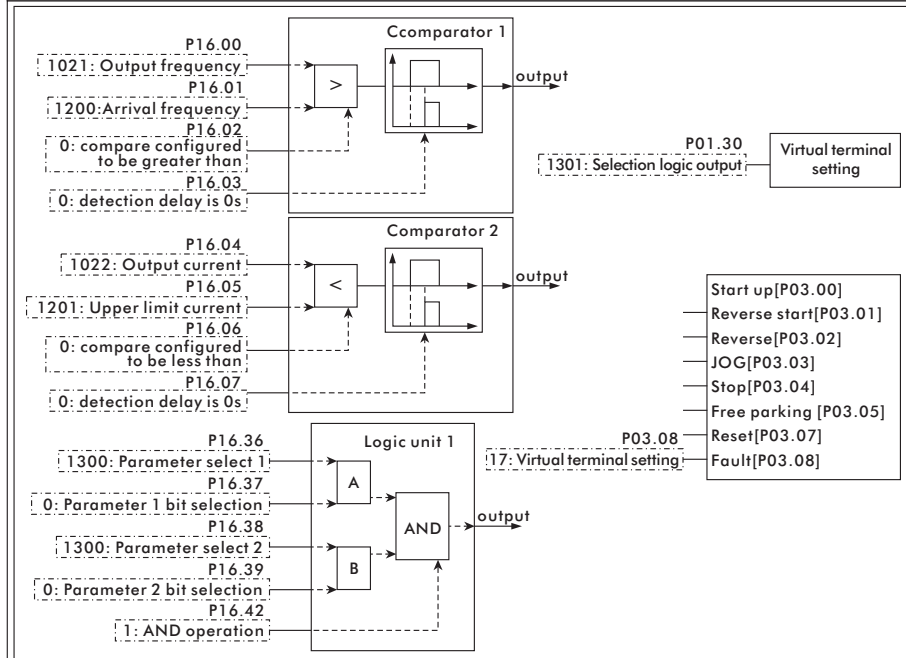 Ccomparator 1
P16.00
1021: Output frequency
P16.01
1200:Arrival frequency
P16.02
0: compare configured
to be greater than
P16.03
0: detection delay is 0s
>
output
P01.30
1301: Selection logic output
Virtual terminal
setting
Comparator 2
P16.04
1022: Output current
P16.05
1201: Upper limit current
P16.06
0: compare configured
to be less than
P16.07
0: detection delay is 0s
<
output
Start up[P03.00]
Reverse start[P03.01]
Reverse[P03.02]
JOG[P03.03]
Stop[P03.04]
Free parking [P03.05]
Reset[P03.07]
Fault[P03.08]
P03.08
17: Virtual terminal setting
Logic unit 1
P16.36
1300: Parameter select 1
P16.37
0: Parameter 1 bit selection
P16.38
1300: Parameter select 2
P16.39
0: Parameter 2 bit selection
P16.42
1: AND operation
A
B
AND
output